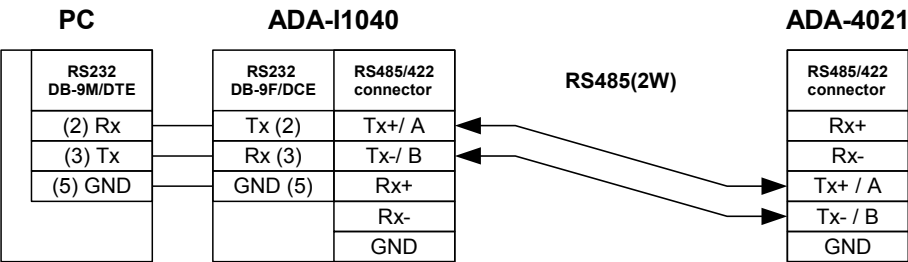 PC ADA-I1040 ADA-4021
RS232 RS232 RS485/422 RS485/422
DB-9M/DTE DB-9F/DCE connector RS485(2W) connector
(2) Rx Tx (2) Tx+/ A Rx+
(3) Tx Rx (3) Tx-/ B Rx-
(5) GND GND (5) Rx+ Tx+ / A
Rx- Tx- / B
GND GND